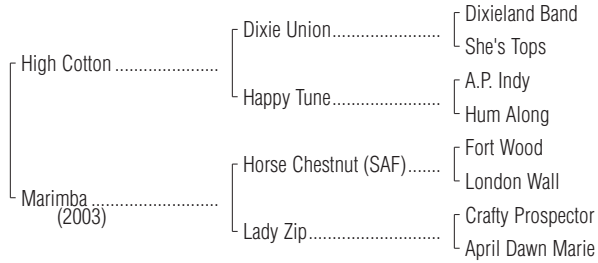 Dixieland Band
Dixie Union.....................
She's Tops
High Cotton ....................
A.P. Indy
Happy Tune.....................
Hum Along
Fort Wood
Horse Chestnut (SAF).......
London Wall
Marimba ........................
(2003)
Crafty Prospector
Lady Zip..........................
April Dawn Marie